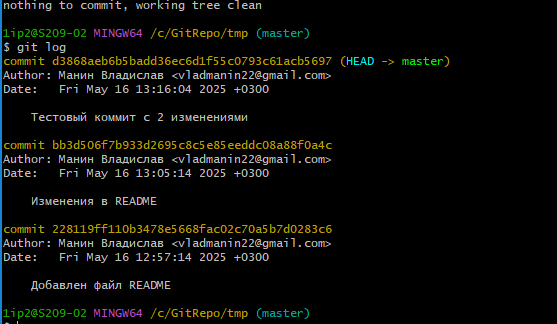 nothing to commit, working tree clean
1ip2@S2O9-O2 MINGW64 /c/GitRepo/tmp (master)
$ git log
commit d3868aeb6b5badd36ec6d1f55c0793c61acb5697 (HEAD -> master)
Author: Манин Владислав <vladmanin22@gmail.com>
Date:   Fri May 16 13:16:04 2025 +0300
Тестовый коммит с 2 изменениями
commit bb3d506f7b933d2695c8c5e85eeddc08a88f0a4c
Author: Манин Владислав <vladmanin22@gmail.com>
Date:   Fri May 16 13:05:14 2025 +0300
Изменения в README
commit 228119ff110b3478e5668fac02c70a5b7d0283c6
Author: Манин Владислав <vladmanin22@gmail.com>
Date:   Fri May 16 12:57:14 2025 +0300
Добавлен файл README
1ip2@S2O9-O2 MINGW64 /c/GitRepo/tmp (master)